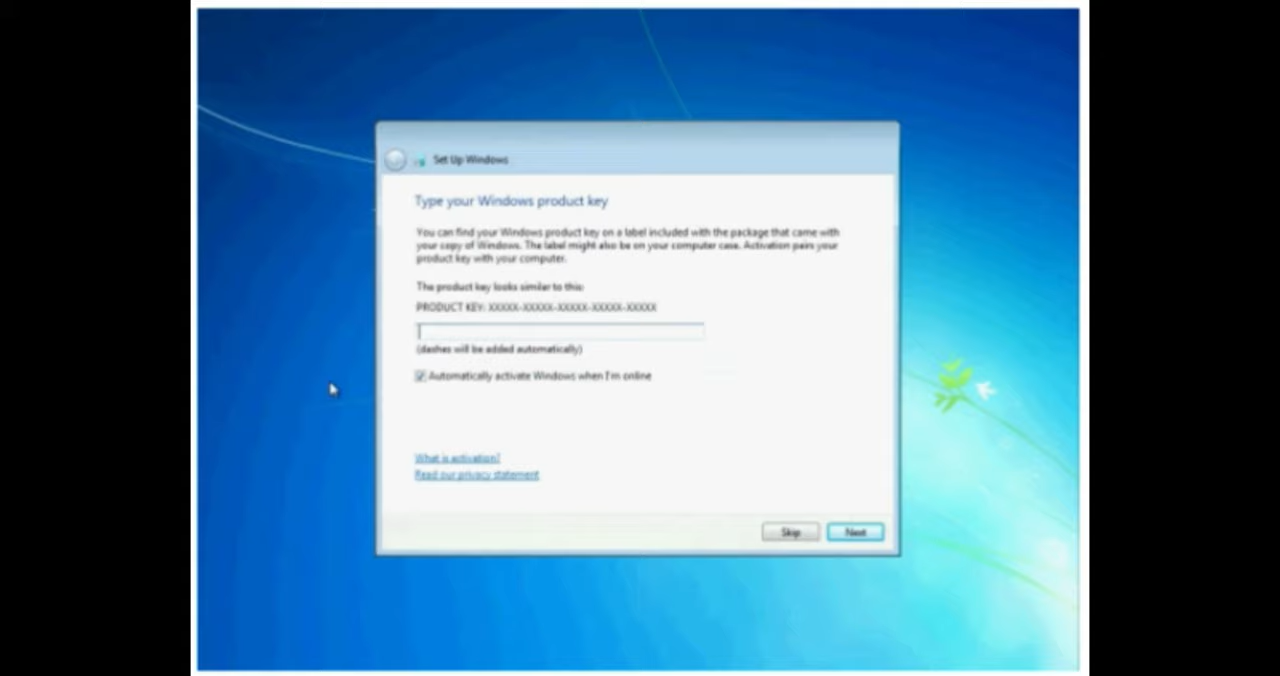 Set Up Windows
Type your Windows product key
You can find your Windows product key on a label included with the package that came with
your copy of Windows. The label might also be on your computer case. Activation pairs your
product key with your computer.
The product key looks similar to this:
PRODUCT KEY: XXXXX-XXXXX-XXXXX-XXXXX-XXXXX
(dashes will be added automatically)
Automatically activate Windows when I'm online
What is activation?
Read our privacy statement
Skip
Next